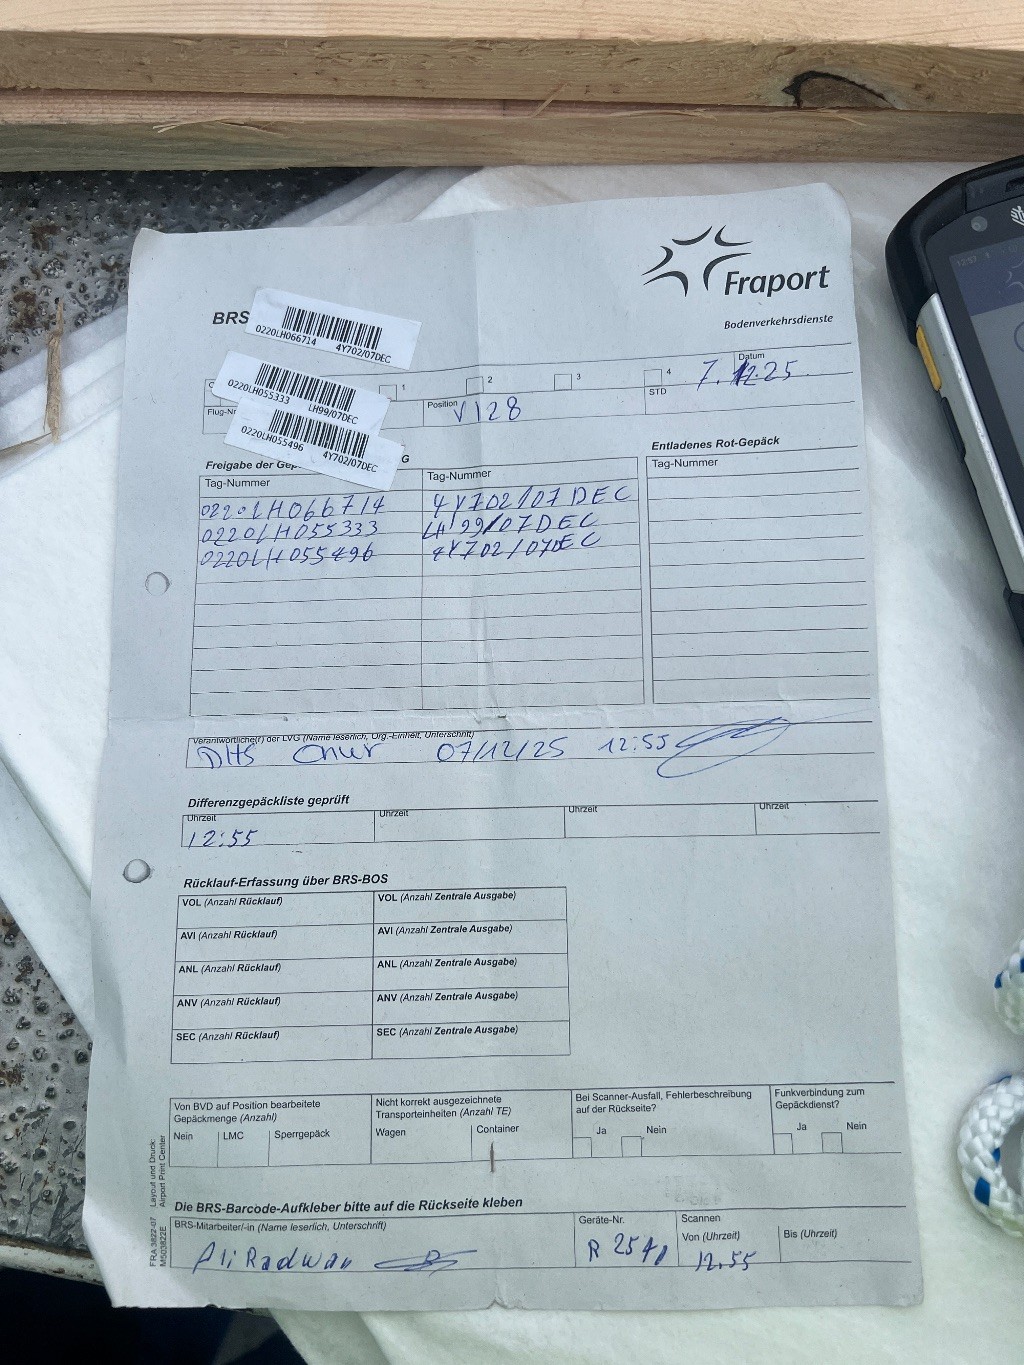 Fraport
Bodenverkehrsdienste
BRS
0220LH066714 4Y702/07DEC
0220LH055333 LH99/07DEC
0220LH055496 4Y702/07DEC
1 2 3 4
Datum
7.12.25
Flug-Nr
Position
V128
STD
Freigabe der Gep
G
Entladenes Rot-Gepäck
Tag-Nummer Tag-Nummer Tag-Nummer
0220LH066714 4Y702/07DEC
0220LH055333 LH99/07DEC
0220LH055496 4Y702/07DEC
Verantwortliche(r) der LVG (Name leserlich, Org.-Einheit, Unterschrift)
Onur 07/12/25 12:55
Differenzgepäckliste geprüft
Uhrzeit Uhrzeit Uhrzeit Uhrzeit
12:55
Rücklauf-Erfassung über BRS-BOS
VOL (Anzahl Rücklauf) VOL (Anzahl Zentrale Ausgabe)
AVI (Anzahl Rücklauf) AVI (Anzahl Zentrale Ausgabe)
ANL (Anzahl Rücklauf) ANL (Anzahl Zentrale Ausgabe)
ANV (Anzahl Rücklauf) ANV (Anzahl Zentrale Ausgabe)
SEC (Anzahl Rücklauf) SEC (Anzahl Zentrale Ausgabe)
Von BVD auf Position bearbeitete
Gepäckmenge (Anzahl)
Nein LMC Sperrgepäck
Nicht korrekt ausgezeichnete
Transporteinheiten (Anzahl TE)
Wagen Container
Bei Scanner-Ausfall, Fehlerbeschreibung
auf der Rückseite?
Ja Nein
Funkverbindung zum
Gepäckdienst?
Ja Nein
Die BRS-Barcode-Aufkleber bitte auf die Rückseite kleben
BRS-Mitarbeiter/-in (Name leserlich, Unterschrift)
Ali Radwan
Geräte-Nr.
Scannen
Von (Uhrzeit) Bis (Uhrzeit)
12.55
Layout und Druck:
Airport Print Center
FRA 3822-07
M503822E
12:57